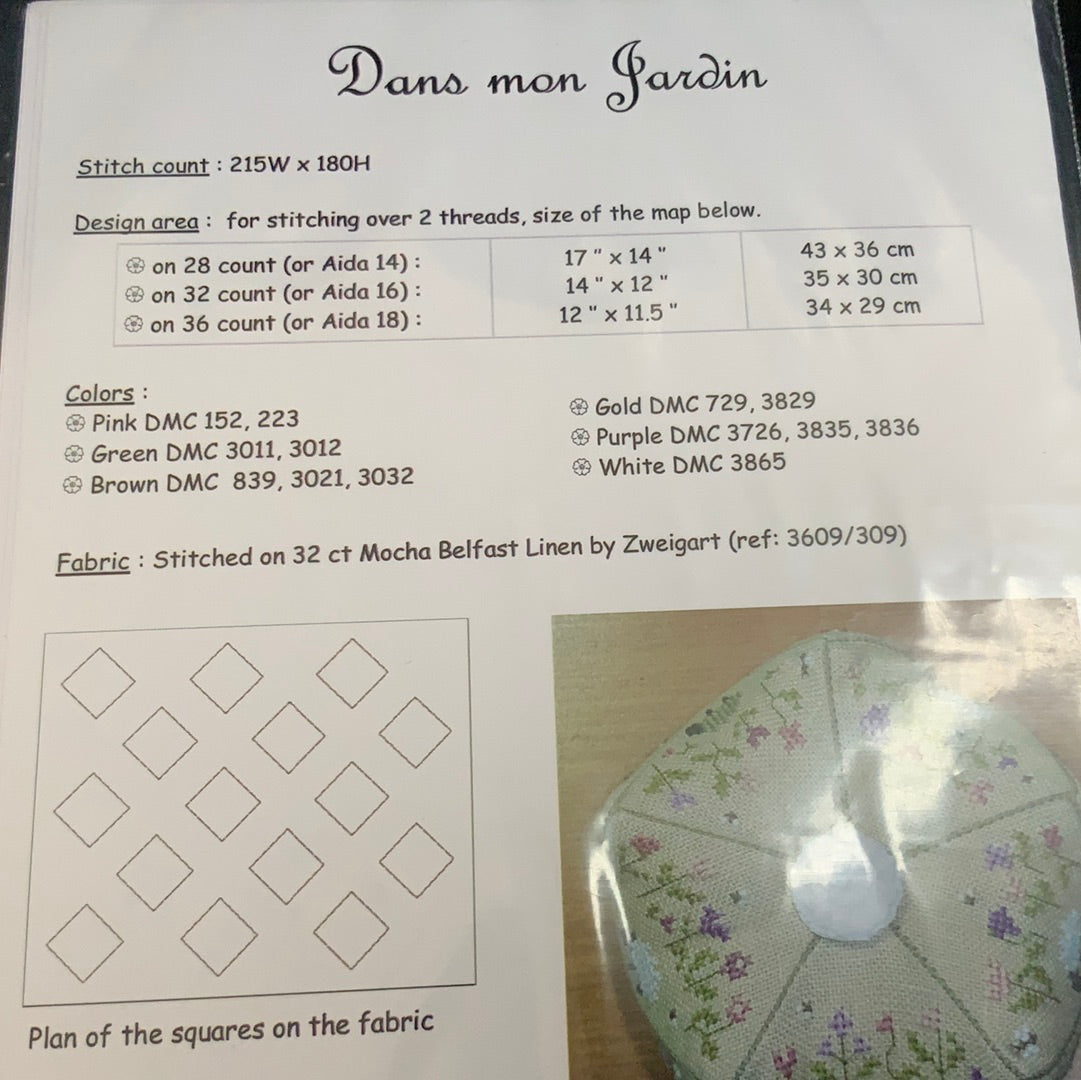 Dans mon Jardin
Stitch count : 215W x 180H
Design area : for stitching over 2 threads, size of the map below.
on 28 count (or Aida 14) : 17 " x 14 " 43 x 36 cm
on 32 count (or Aida 16) : 14 " x 12 " 35 x 30 cm
on 36 count (or Aida 18) : 12 " x 11.5 " 34 x 29 cm
Colors :
Pink DMC 152, 223
Green DMC 3011, 3012
Brown DMC 839, 3021, 3032
Gold DMC 729, 3829
Purple DMC 3726, 3835, 3836
White DMC 3865
Fabric : Stitched on 32 ct Mocha Belfast Linen by Zweigart (ref: 3609/309)
Plan of the squares on the fabric